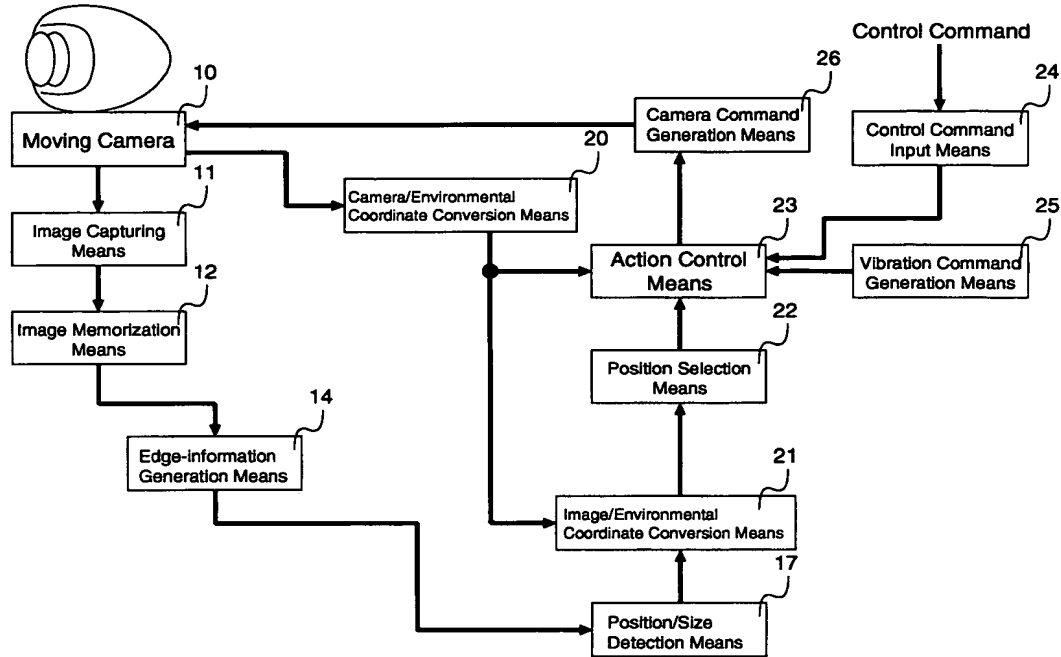 Control Command
10
Moving Camera
26
Camera Command
Generation Means
24
Control Command
Input Means
20
Camera/Environmental
Coordinate Conversion Means
11
Image Capturing
Means
23
Action Control
Means
25
Vibration Command
Generation Means
12
Image Memorization
Means
22
Position Selection
Means
14
Edge-information
Generation Means
21
Image/Environmental
Coordinate Conversion Means
17
Position/Size
Detection Means